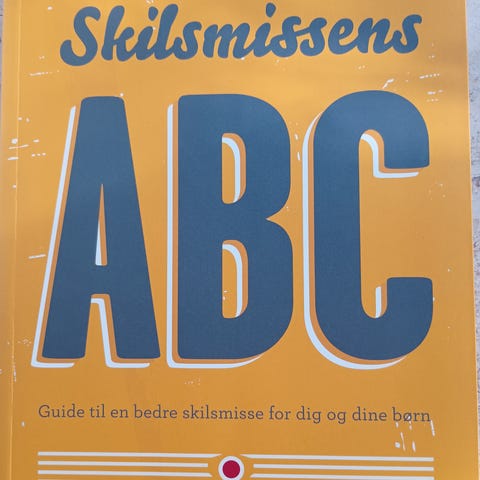 Skilsmissens
ABC
Guide til en bedre skilsmisse for dig og dine børn